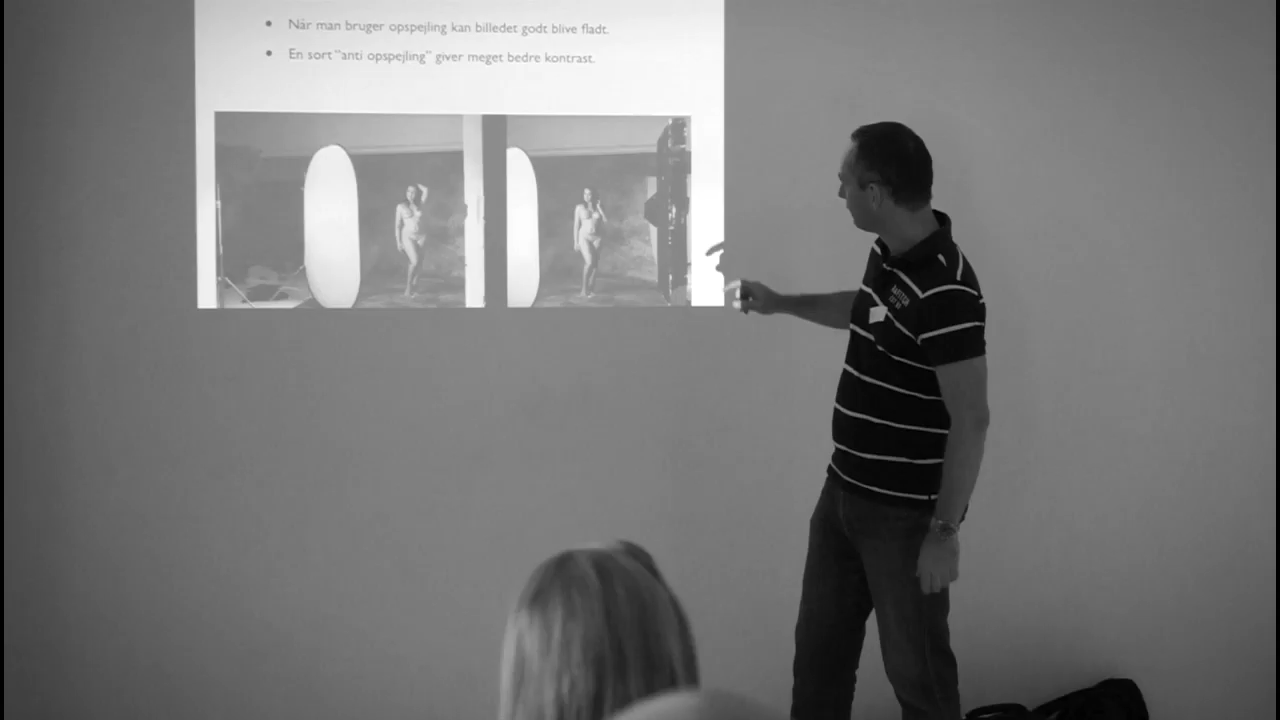 Når man bruger opspejling kan billedet godt blive fladt.
En sort "anti opspejling" giver meget bedre kontrast.